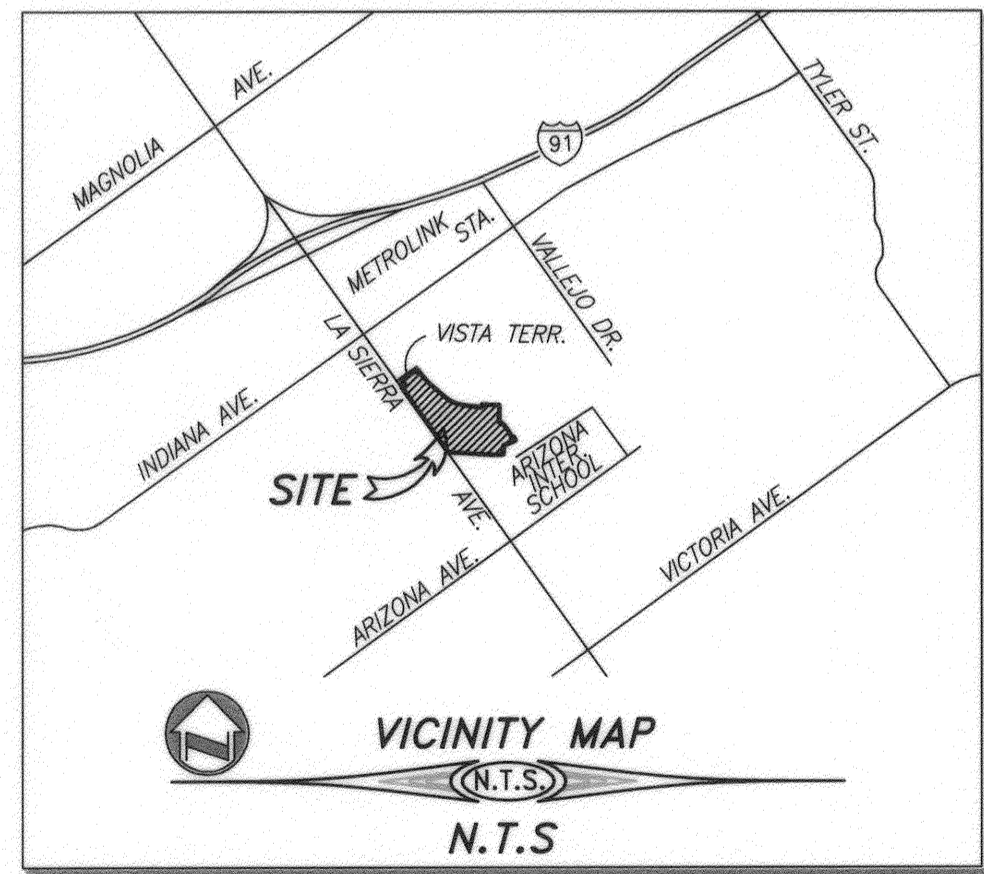 MAGNOLIA AVE.
TYLER ST.
91
METROLINK STA.
VALLEJO DR.
LA SIERRA AVE.
VISTA TERR.
INDIANA AVE.
SITE
ARIZONA
INTER.
SCHOOL
ARIZONA AVE.
VICTORIA AVE.
N
VICINITY MAP
N.T.S.
N.T.S